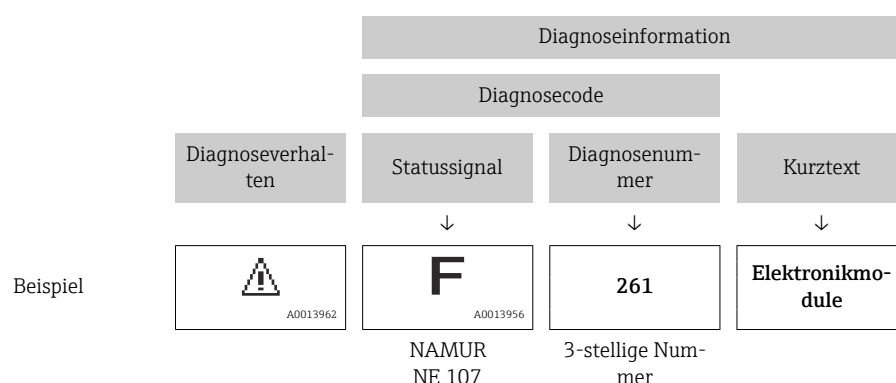 Diagnoseinformation
Diagnosecode
Diagnoseverhal-
ten
Statussignal
Diagnosenum-
mer
Kurztext
↓ ↓ ↓
Beispiel
A0013962
F
A0013956
261
Elektronikmo-
dule
NAMUR
NE 107
3-stellige Num-
mer